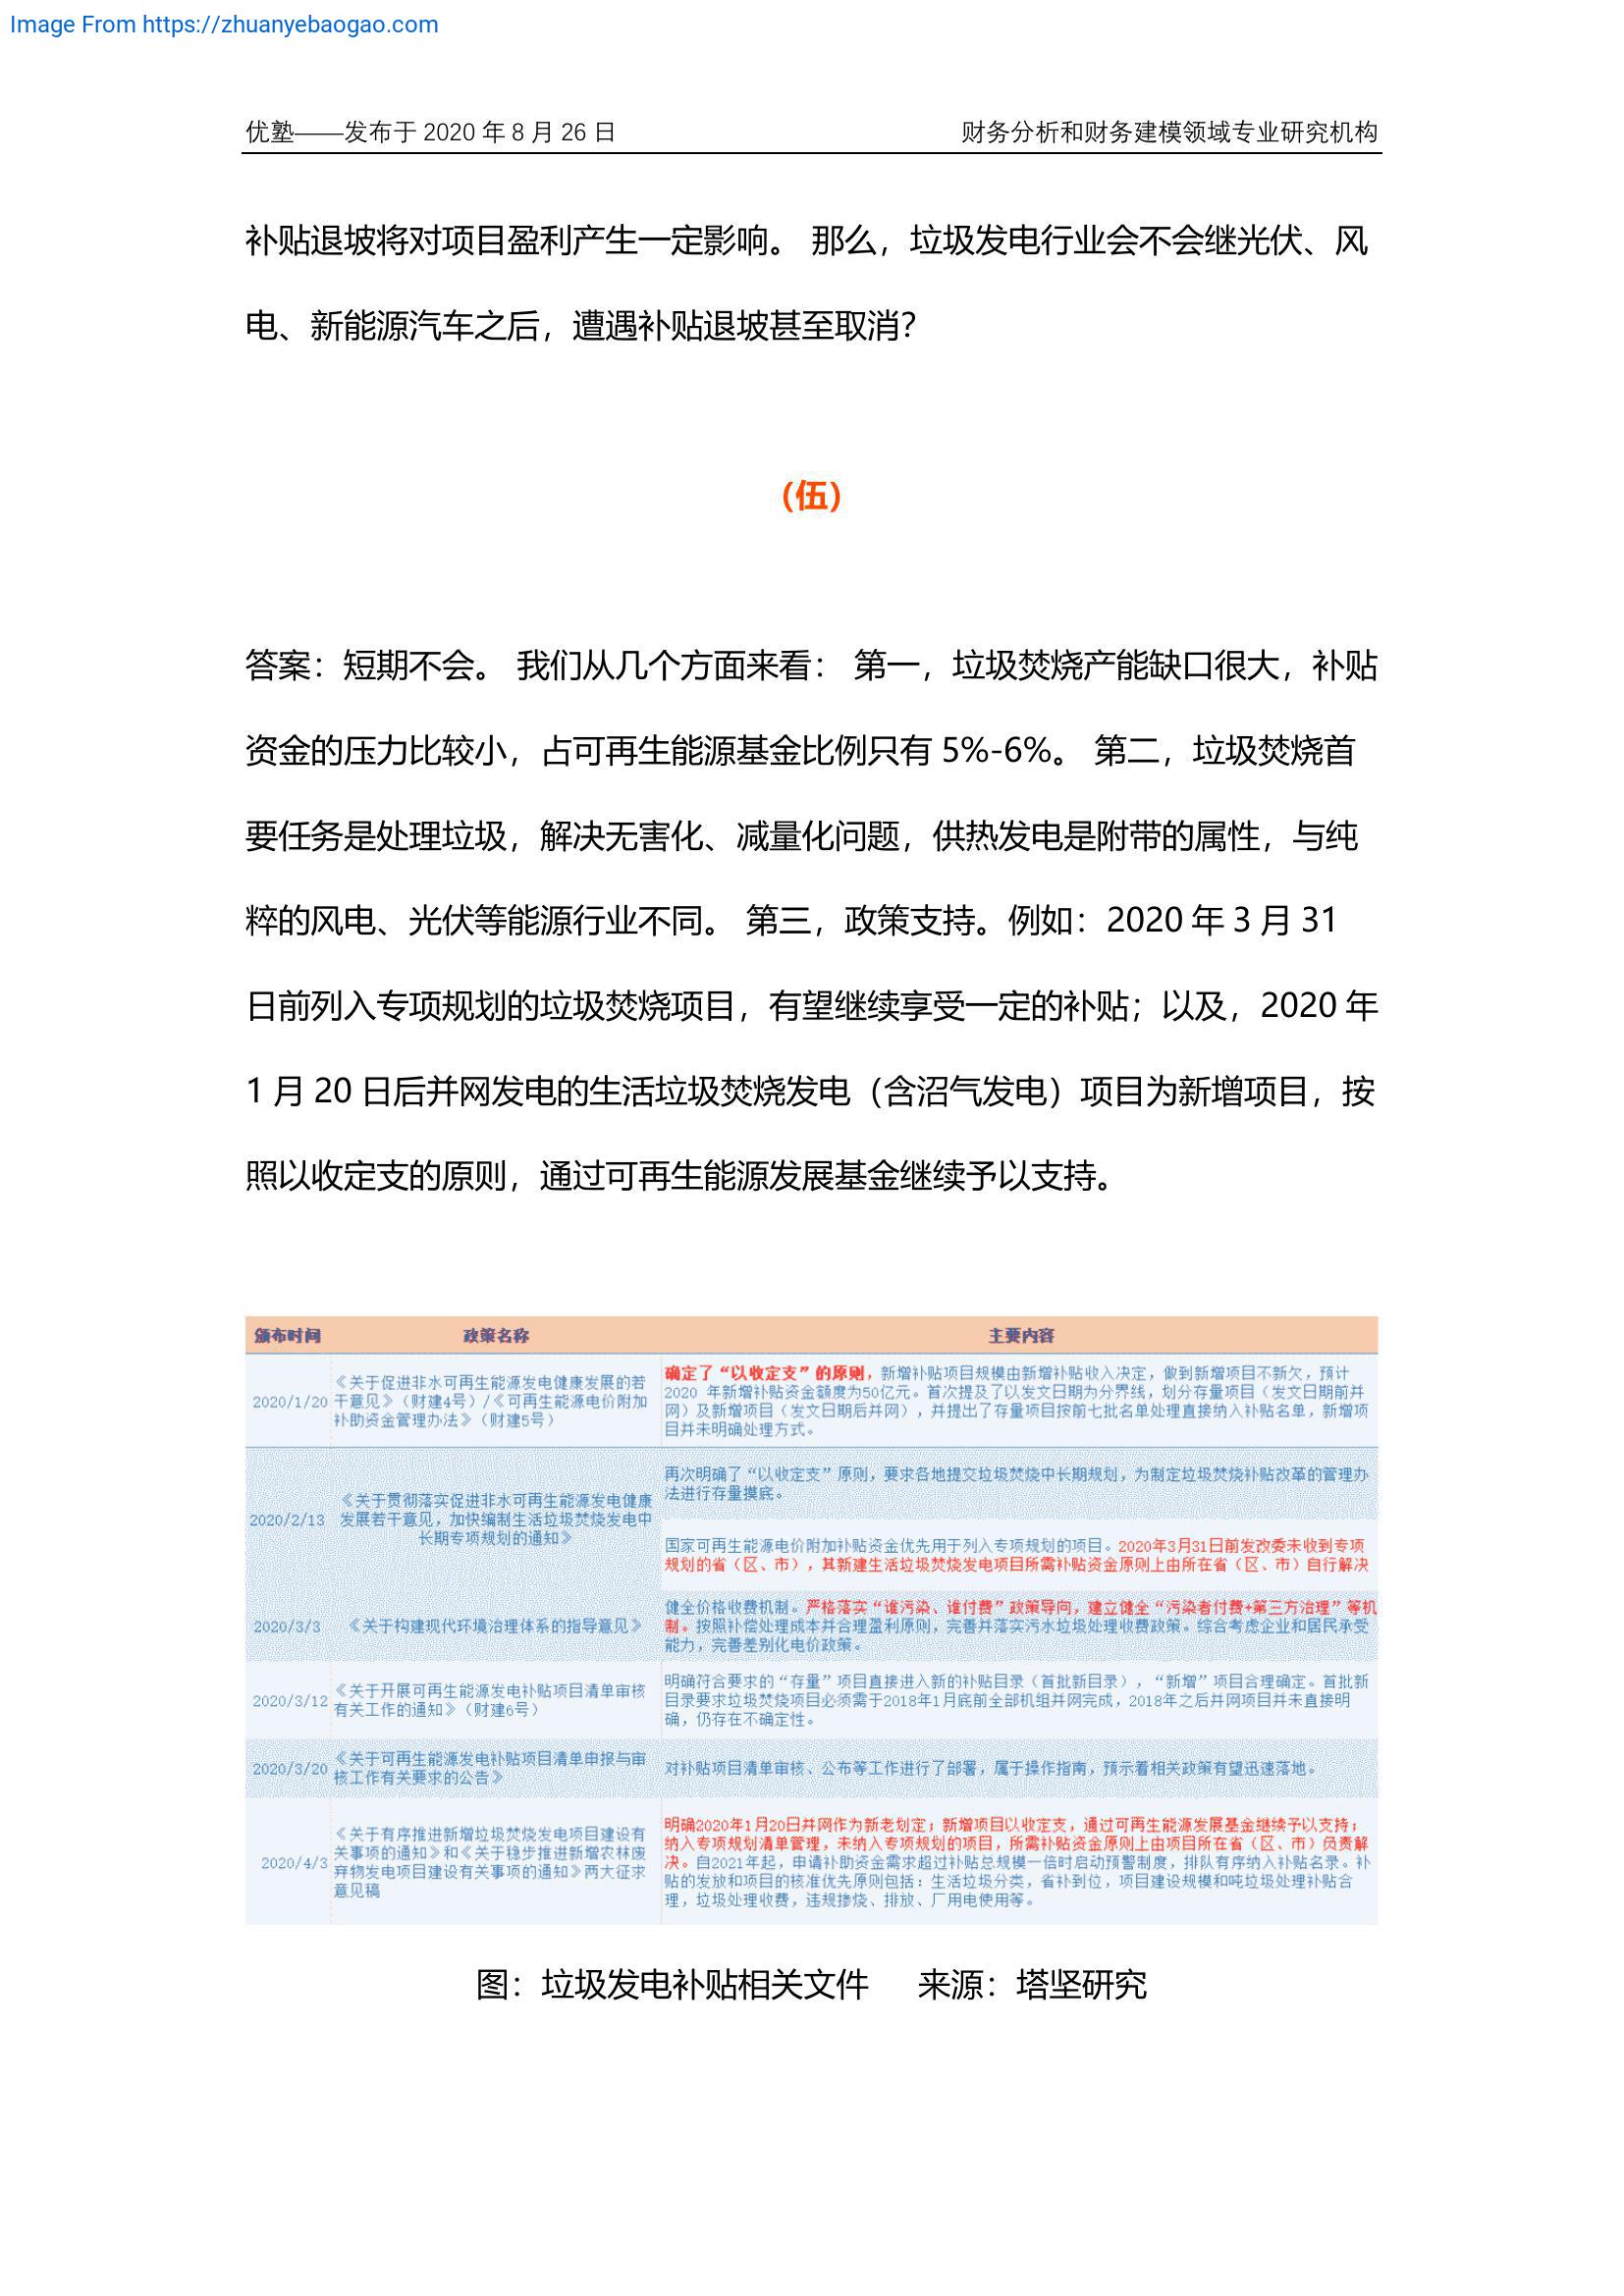 Image From https://zhuanyebaogao.com
优塾——发布于 2020 年 8 月 26 日
财务分析和财务建模领域专业研究机构
补贴退坡将对项目盈利产生一定影响。 那么，垃圾发电行业会不会继光伏、风
电、新能源汽车之后，遭遇补贴退坡甚至取消？
（伍）
答案：短期不会。 我们从几个方面来看： 第一，垃圾焚烧产能缺口很大，补贴
资金的压力比较小，占可再生能源基金比例只有 5%-6%。 第二，垃圾焚烧首
要任务是处理垃圾，解决无害化、减量化问题，供热发电是附带的属性，与纯
粹的风电、光伏等能源行业不同。 第三，政策支持。例如：2020 年 3 月 31
日前列入专项规划的垃圾焚烧项目，有望继续享受一定的补贴；以及，2020 年
1 月 20 日后并网发电的生活垃圾焚烧发电（含沼气发电）项目为新增项目，按
照以收定支的原则，通过可再生能源发展基金继续予以支持。
颁布时间 政策名称 主要内容
2020/1/20
《关于促进非水可再生能源发电健康发展的若
干意见》（财建4号）/《可再生能源电价附加
补助资金管理办法》（财建5号）
确定了“以收定支”的原则，新增补贴项目规模由新增补贴收入决定，做到新增项目不新欠，预计
2020 年新增补贴资金额度为50亿元。首次提及了以发文日期为分界线，划分存量项目（发文日期前并
网）及新增项目（发文日期后并网），并提出了存量项目按前七批名单处理直接纳入补贴名单，新增项
目并未明确处理方式。
2020/2/13
《关于贯彻落实促进非水可再生能源发电健康
发展若干意见，加快编制生活垃圾焚烧发电中
长期专项规划的通知》
再次明确了“以收定支”原则，要求各地提交垃圾焚烧中长期规划，为制定垃圾焚烧补贴改革的管理办
法进行存量摸底。
国家可再生能源电价附加补贴资金优先用于列入专项规划的项目。2020年3月31日前发改委未收到专项
规划的省（区、市），其新建生活垃圾焚烧发电项目所需补贴资金原则上由所在省（区、市）自行解决
2020/3/3
《关于构建现代环境治理体系的指导意见》
健全价格收费机制。严格落实“谁污染、谁付费”政策导向，建立健全“污染者付费+第三方治理”等机
制。按照补偿处理成本并合理盈利原则，完善并落实污水垃圾处理收费政策。综合考虑企业和居民承受
能力，完善差别化电价政策。
2020/3/12
《关于开展可再生能源发电补贴项目清单审核
有关工作的通知》（财建6号）
明确符合要求的“存量”项目直接进入新的补贴目录（首批新目录），“新增”项目合理确定。首批新
目录要求垃圾焚烧项目必须需于2018年1月底前全部机组并网完成，2018年之后并网项目并未直接明
确，仍存在不确定性。
2020/3/20
《关于可再生能源发电补贴项目清单申报与审
核工作有关要求的公告》
对补贴项目清单审核、公布等工作进行了部署，属于操作指南，预示着相关政策有望迅速落地。
2020/4/3
《关于有序推进新增垃圾焚烧发电项目建设有
关事项的通知》和《关于稳步推进新增农林废
弃物发电项目建设有关事项的通知》两大征求
意见稿
明确2020年1月20日并网作为新老划定；新增项目以收定支，通过可再生能源发展基金继续予以支持；
纳入专项规划清单管理，未纳入专项规划的项目，所需补贴资金原则上由项目所在省（区、市）负责解
决。自2021年起，申请补助资金需求超过补贴总规模一倍时启动预警制度，排队有序纳入补贴名录。补
贴的发放和项目的核准优先原则包括：生活垃圾分类，省补到位，项目建设规模和吨垃圾处理补贴合
理，垃圾处理收费，违规掺烧、排放、厂用电使用等。
图：垃圾发电补贴相关文件 来源：塔坚研究